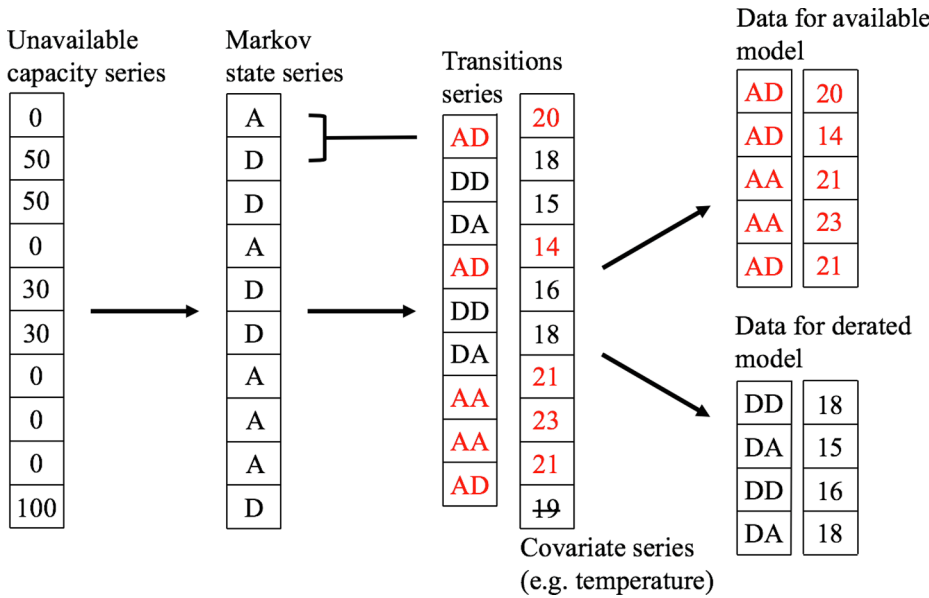 Unavailable
capacity series
0
50
50
0
30
30
0
0
0
100
Markov
state series
A
D
D
A
D
D
A
A
A
D
Transitions
series
AD
DD
DA
AD
DD
DA
AA
AA
AD
20
18
15
14
16
18
21
23
21
19
Covariate series
(e.g. temperature)
Data for available
model
AD 20
AD 14
AA 21
AA 23
AD 21
Data for derated
model
DD 18
DA 15
DD 16
DA 18